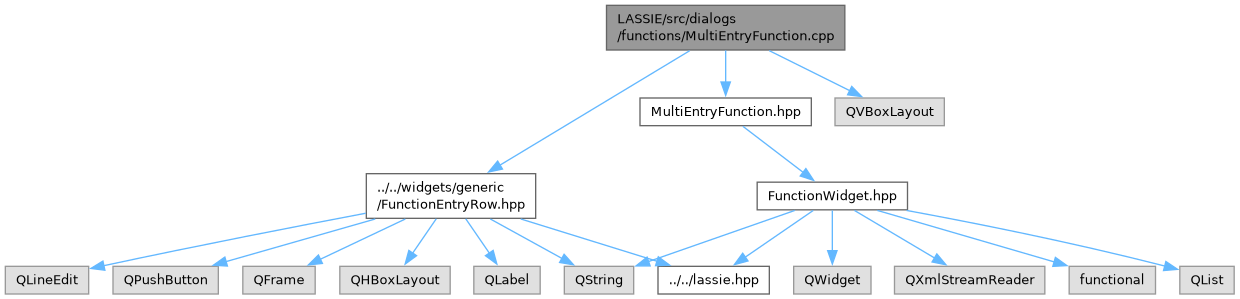 LASSIE/src/dialogs
/functions/MultiEntryFunction.cpp
MultiEntryFunction.hpp
QVBoxLayout
../../widgets/generic
/FunctionEntryRow.hpp
FunctionWidget.hpp
QLineEdit
QPushButton
QFrame
QHBoxLayout
QLabel
QString
../../lassie.hpp
QWidget
QXmlStreamReader
functional
QList